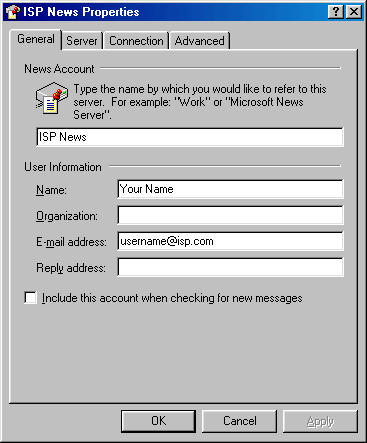 ISP News Properties
General Server Connection Advanced
News Account
Type the name by which you would like to refer to this
server. For example: "Work" or "Microsoft News
Server".
ISP News
User Information
Name: Your Name
Organization:
E-mail address: username@isp.com
Reply address:
Include this account when checking for new messages
OK Cancel Apply